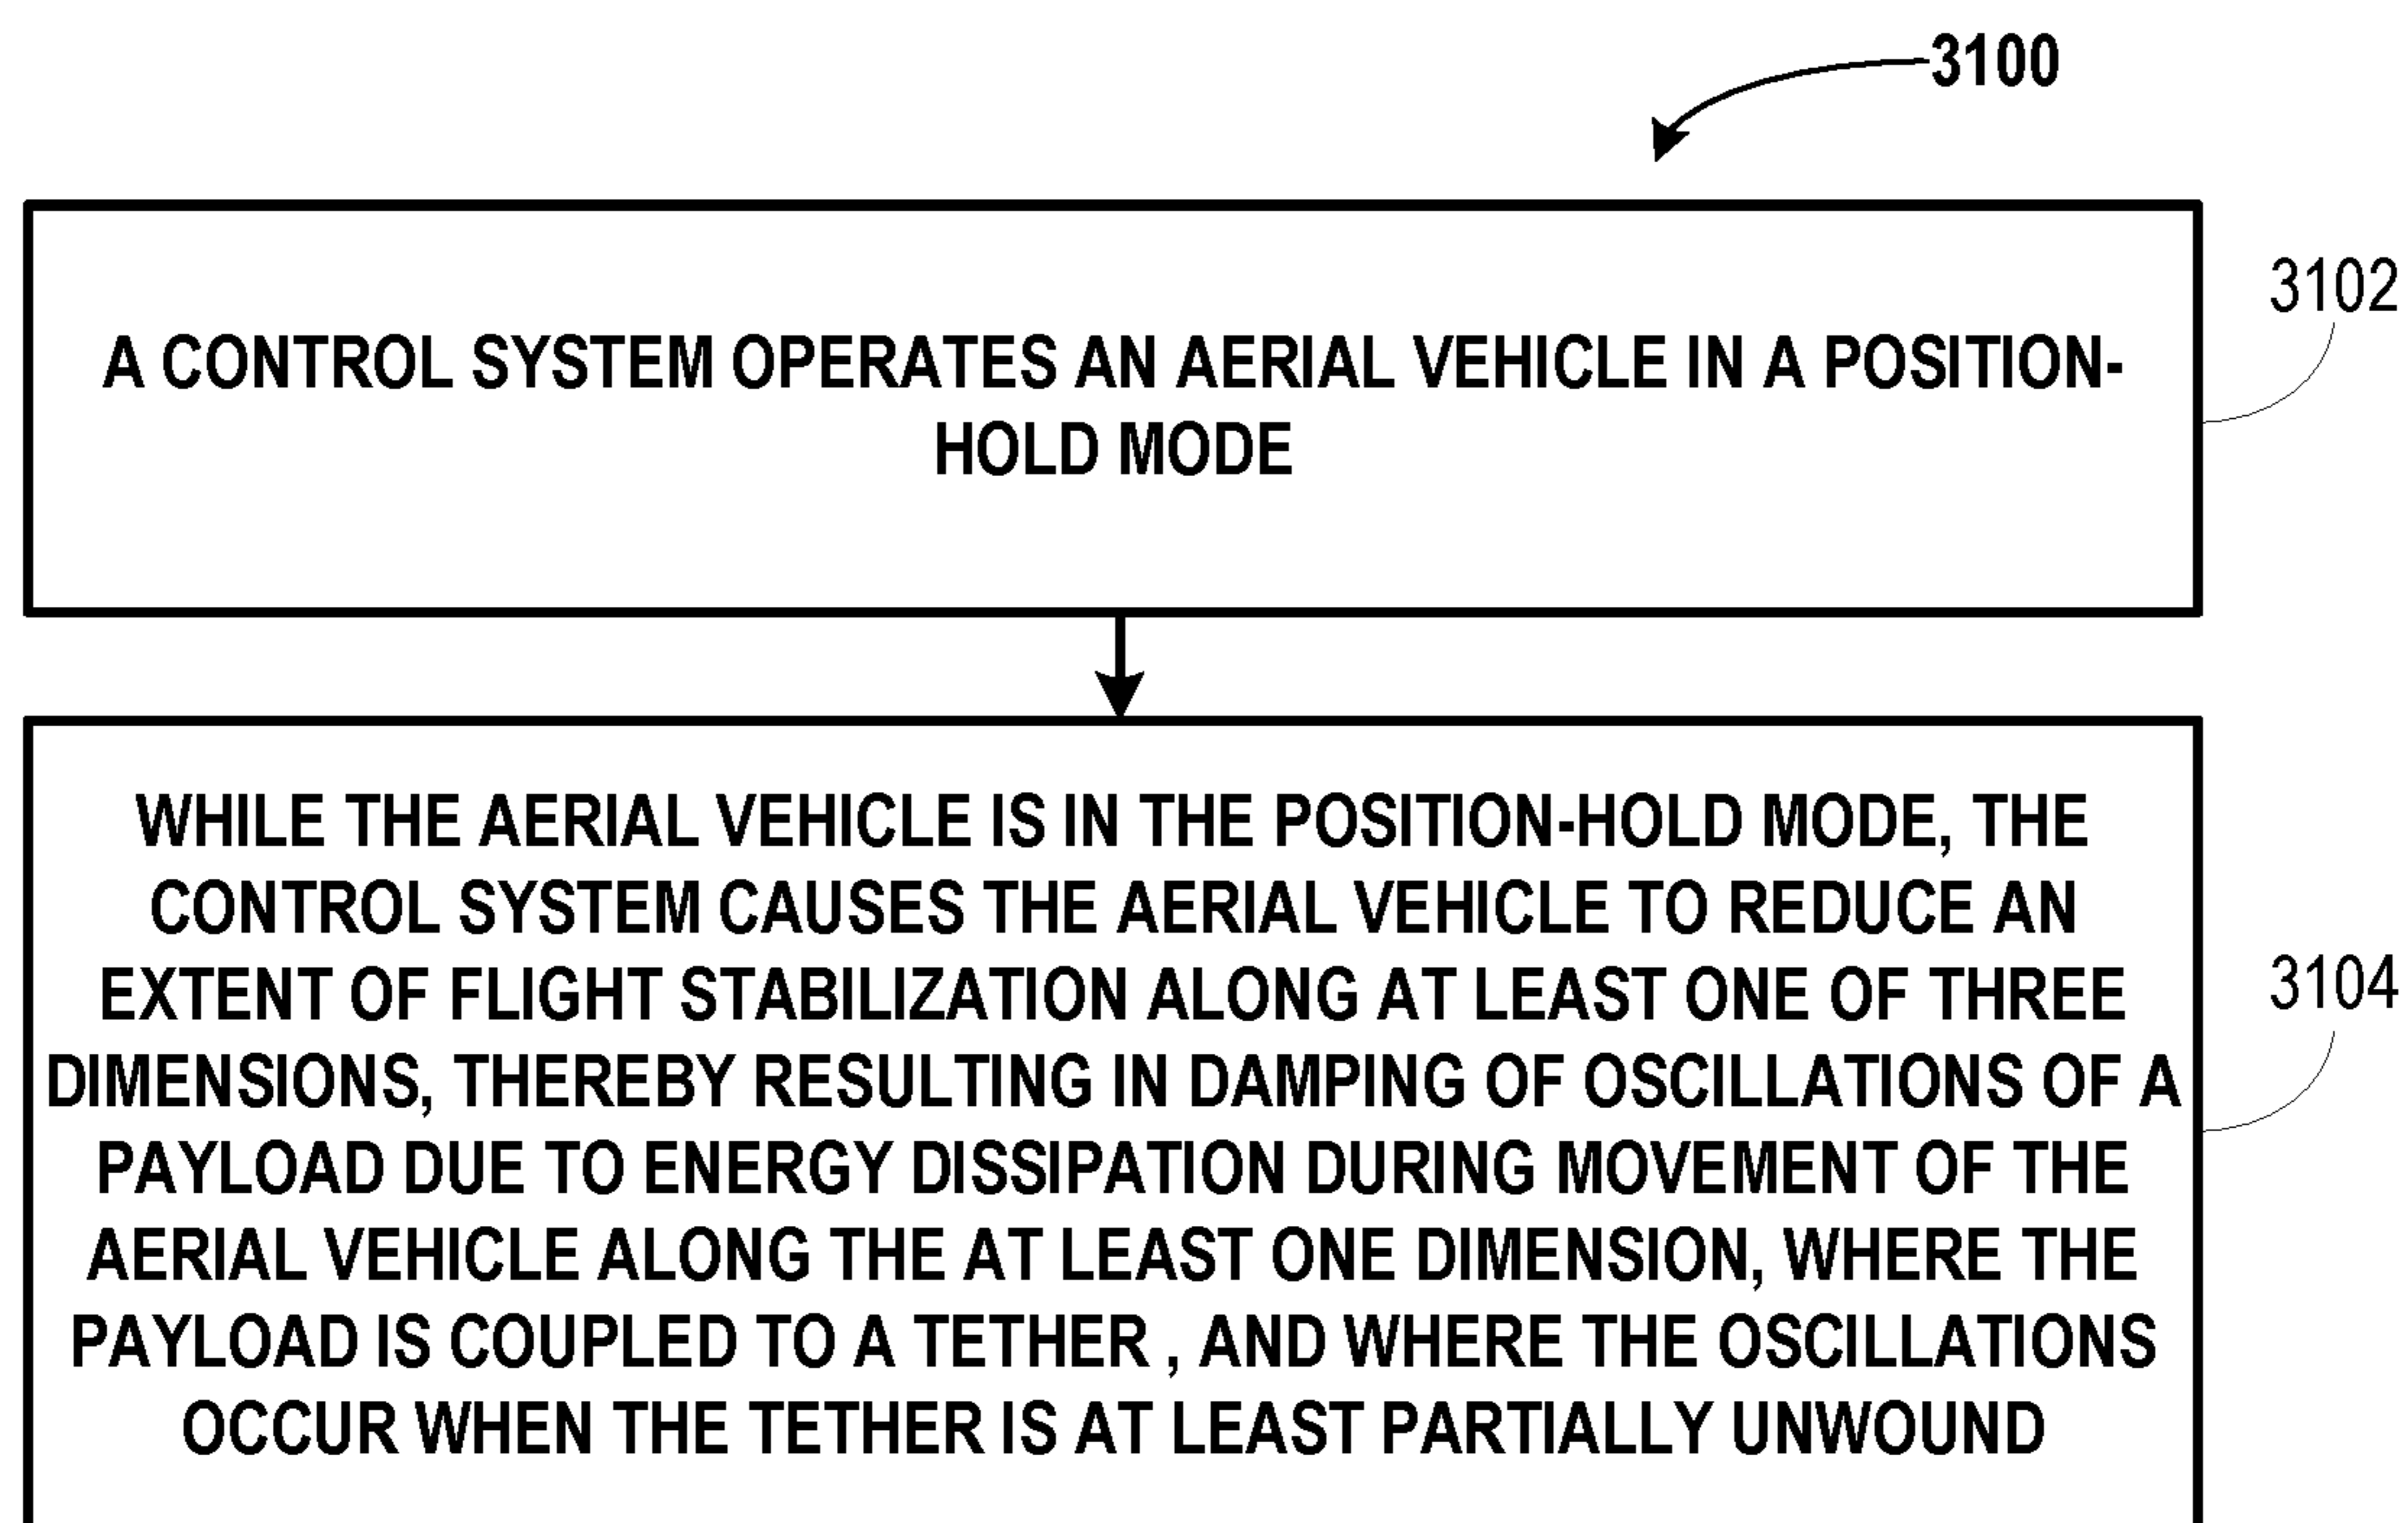 3100
A CONTROL SYSTEM OPERATES AN AERIAL VEHICLE IN A POSITION-
HOLD MODE
3102
WHILE THE AERIAL VEHICLE IS IN THE POSITION-HOLD MODE, THE
CONTROL SYSTEM CAUSES THE AERIAL VEHICLE TO REDUCE AN
EXTENT OF FLIGHT STABILIZATION ALONG AT LEAST ONE OF THREE
DIMENSIONS, THEREBY RESULTING IN DAMPING OF OSCILLATIONS OF A
PAYLOAD DUE TO ENERGY DISSIPATION DURING MOVEMENT OF THE
AERIAL VEHICLE ALONG THE AT LEAST ONE DIMENSION, WHERE THE
PAYLOAD IS COUPLED TO A TETHER , AND WHERE THE OSCILLATIONS
OCCUR WHEN THE TETHER IS AT LEAST PARTIALLY UNWOUND
3104